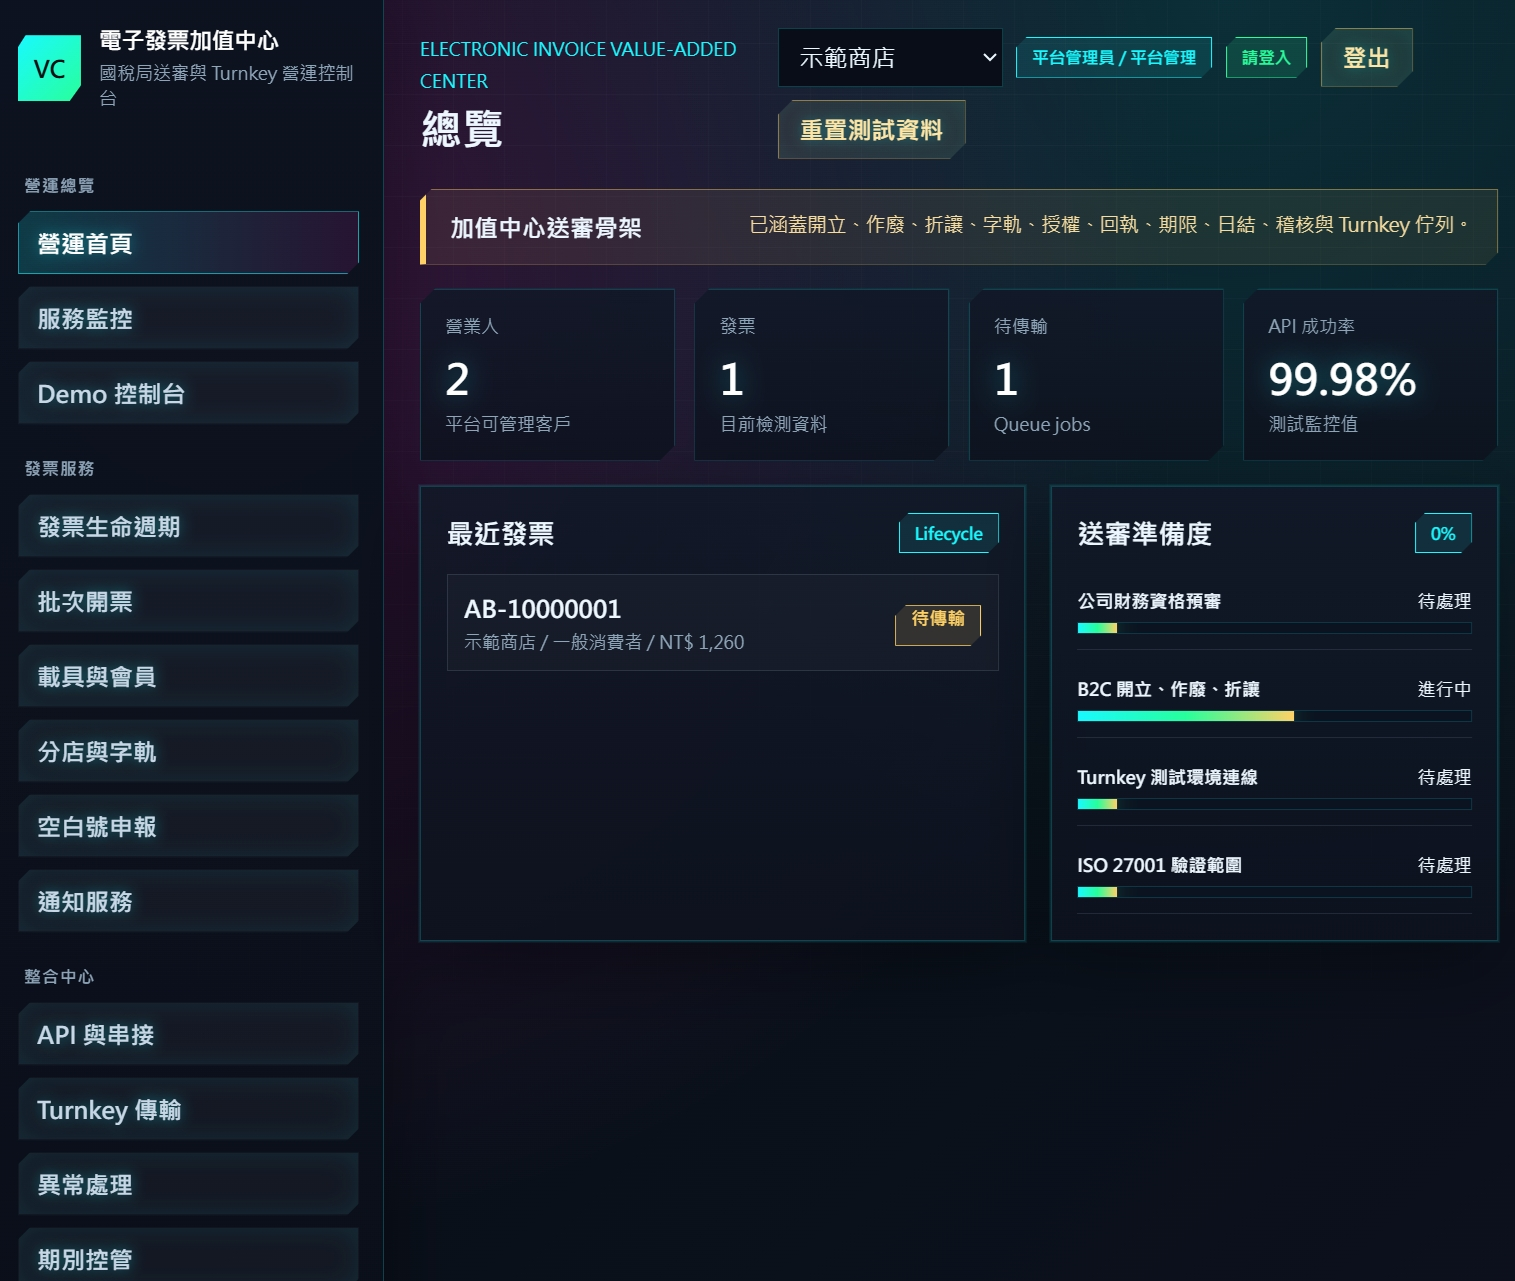 VC
電子發票加值中心
國稅局送審與 Turnkey 營運控制
台
營運總覽
營運首頁
服務監控
Demo 控制台
發票服務
發票生命週期
批次開票
載具與會員
分店與字軌
空白號申報
通知服務
整合中心
API 與串接
Turnkey 傳輸
異常處理
期別控管
ELECTRONIC INVOICE VALUE-ADDED
CENTER
總覽
示範商店
平台管理員 / 平台管理
請登入
登出
重置測試資料
加值中心送審骨架
已涵蓋開立、作廢、折讓、字軌、授權、回執、期限、日結、稽核與 Turnkey 佇列。
營業人
2
平台可管理客戶
發票
1
目前檢測資料
待傳輸
1
Queue jobs
API 成功率
99.98%
測試監控值
最近發票
Lifecycle
AB-10000001
示範商店 / 一般消費者 / NT$ 1,260
待傳輸
送審準備度
0%
公司財務資格預審
待處理
B2C 開立、作廢、折讓
進行中
Turnkey 測試環境連線
待處理
ISO 27001 驗證範圍
待處理